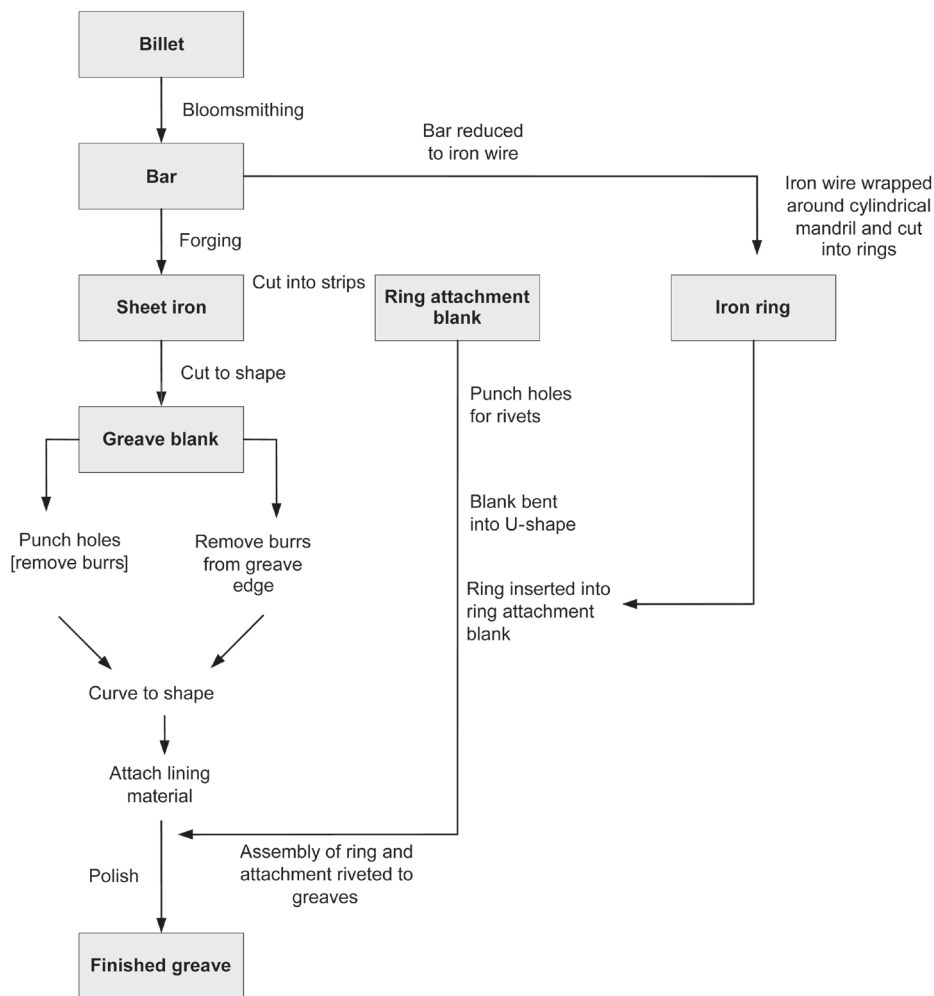 Billet
Bloomsmithing
Bar reduced
to iron wire
Bar
Iron wire wrapped
around cylindrical
mandril and cut
into rings
Forging
Cut into strips
Sheet iron
Ring attachment
blank
Iron ring
Cut to shape
Punch holes
for rivets
Greave blank
Blank bent
into U-shape
Punch holes
[remove burrs]
Remove burrs
from greave
edge
Ring inserted into
ring attachment
blank
Curve to shape
Attach lining
material
Assembly of ring and
attachment riveted to
greaves
Polish
Finished greave